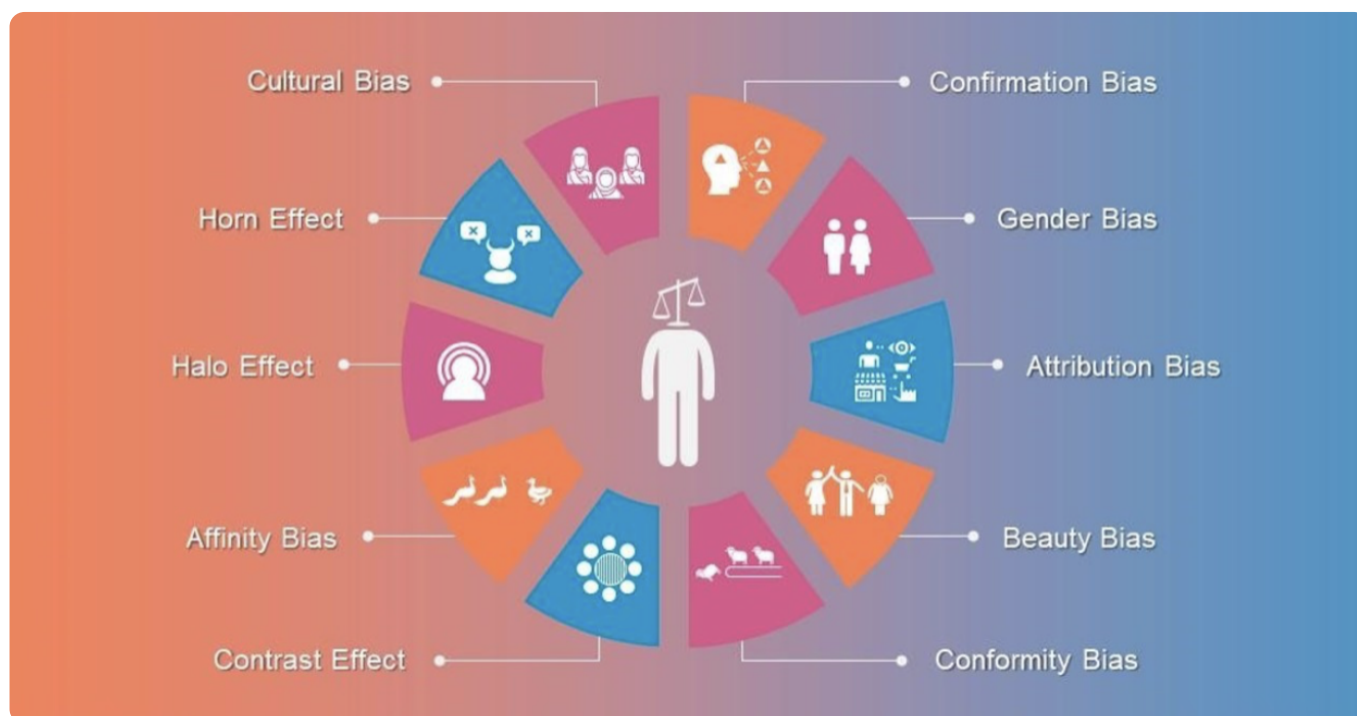 Cultural Bias
Confirmation Bias
Horn Effect
Gender Bias
Halo Effect
Attribution Bias
Affinity Bias
Beauty Bias
Contrast Effect
Conformity Bias